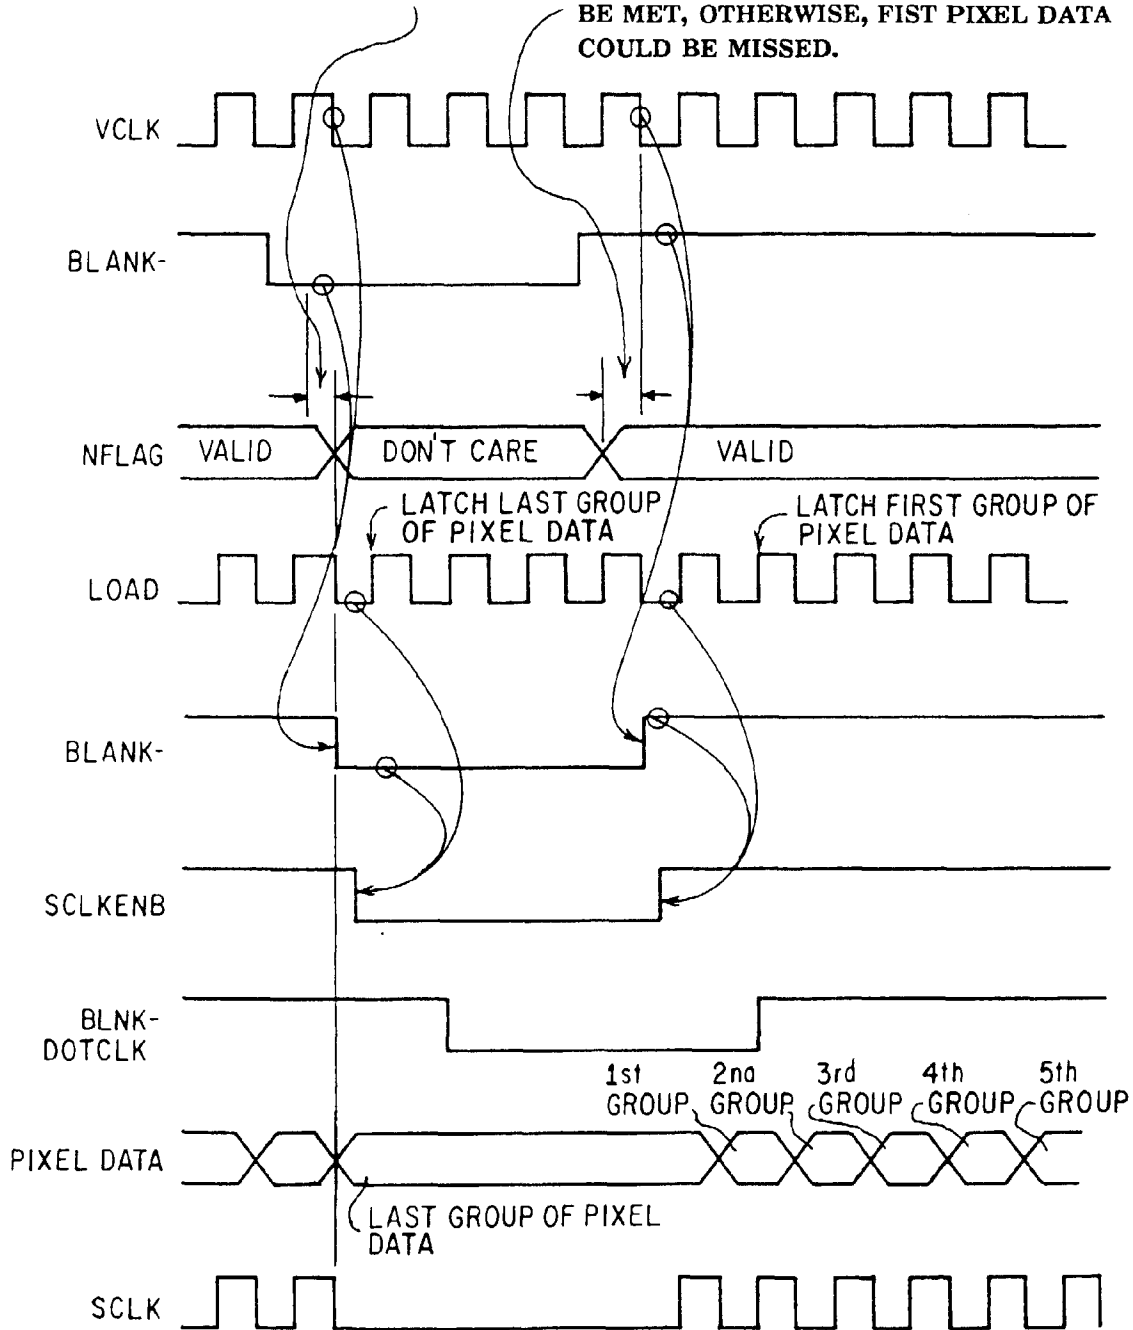 BE MET, OTHERWISE, FIST PIXEL DATA
COULD BE MISSED.
VCLK
BLANK-
NFLAG
VALID
DON'T CARE
VALID
LATCH LAST GROUP
OF PIXEL DATA
LATCH FIRST GROUP OF
PIXEL DATA
LOAD
BLANK-
SCLKENB
BLNK-
DOTCLK
1st
GROUP
2nd
GROUP
3rd
GROUP
4th
GROUP
5th
GROUP
PIXEL DATA
LAST GROUP OF PIXEL
DATA
SCLK